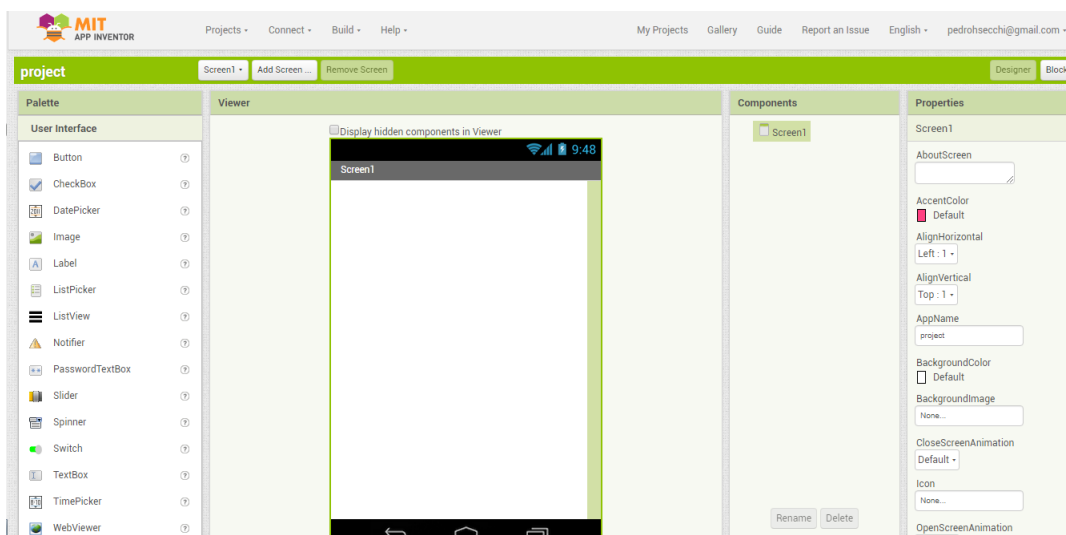 MIT
APP INVENTOR
Projects Connect Build Help My Projects Gallery Guide Report an Issue English pedrohsecchi@gmail.com
project Screen1 Add Screen ... Remove Screen Designer Block
Palette
User Interface
Button
CheckBox
DatePicker
Image
Label
ListPicker
ListView
Notifier
PasswordTextBox
Slider
Spinner
Switch
TextBox
TimePicker
WebViewer
Viewer
Display hidden components in Viewer
9:48
Screen1
Components
Screen1
Rename Delete
Properties
Screen1
AboutScreen
AccentColor
Default
AlignHorizontal
Left : 1
AlignVertical
Top : 1
AppName
project
BackgroundColor
Default
BackgroundImage
None...
CloseScreenAnimation
Default
Icon
None...
OpenScreenAnimation